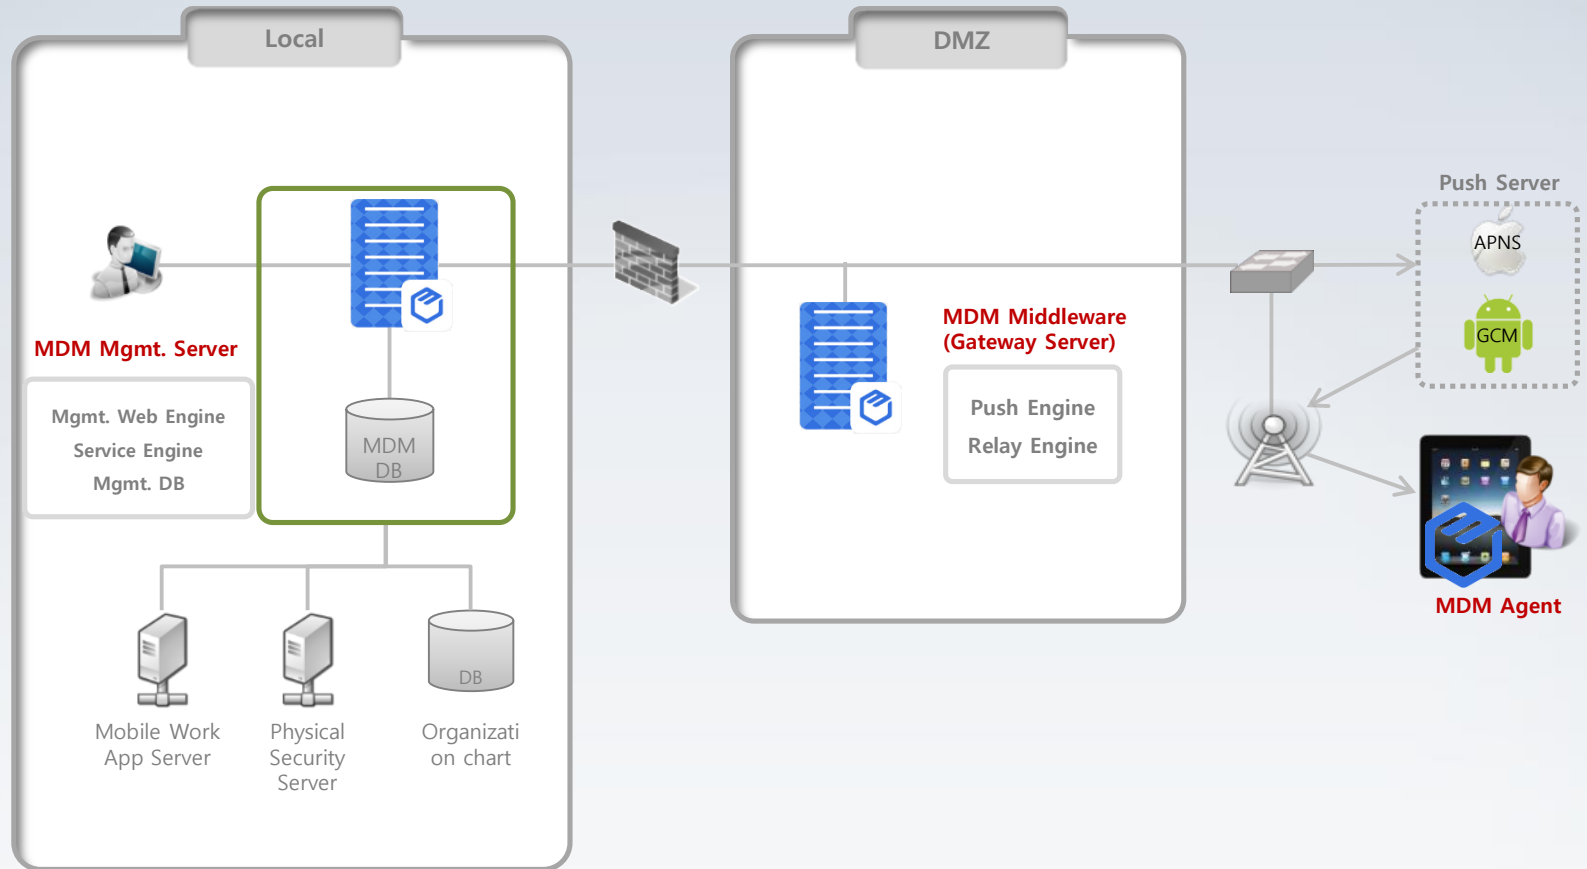 Local
DMZ
Push Server
APNS
GCM
MDM Mgmt. Server
Mgmt. Web Engine
Service Engine
Mgmt. DB
MDM
DB
MDM Middleware
(Gateway Server)
Push Engine
Relay Engine
MDM Agent
DB
Mobile Work
App Server
Physical
Security
Server
Organizati
on chart